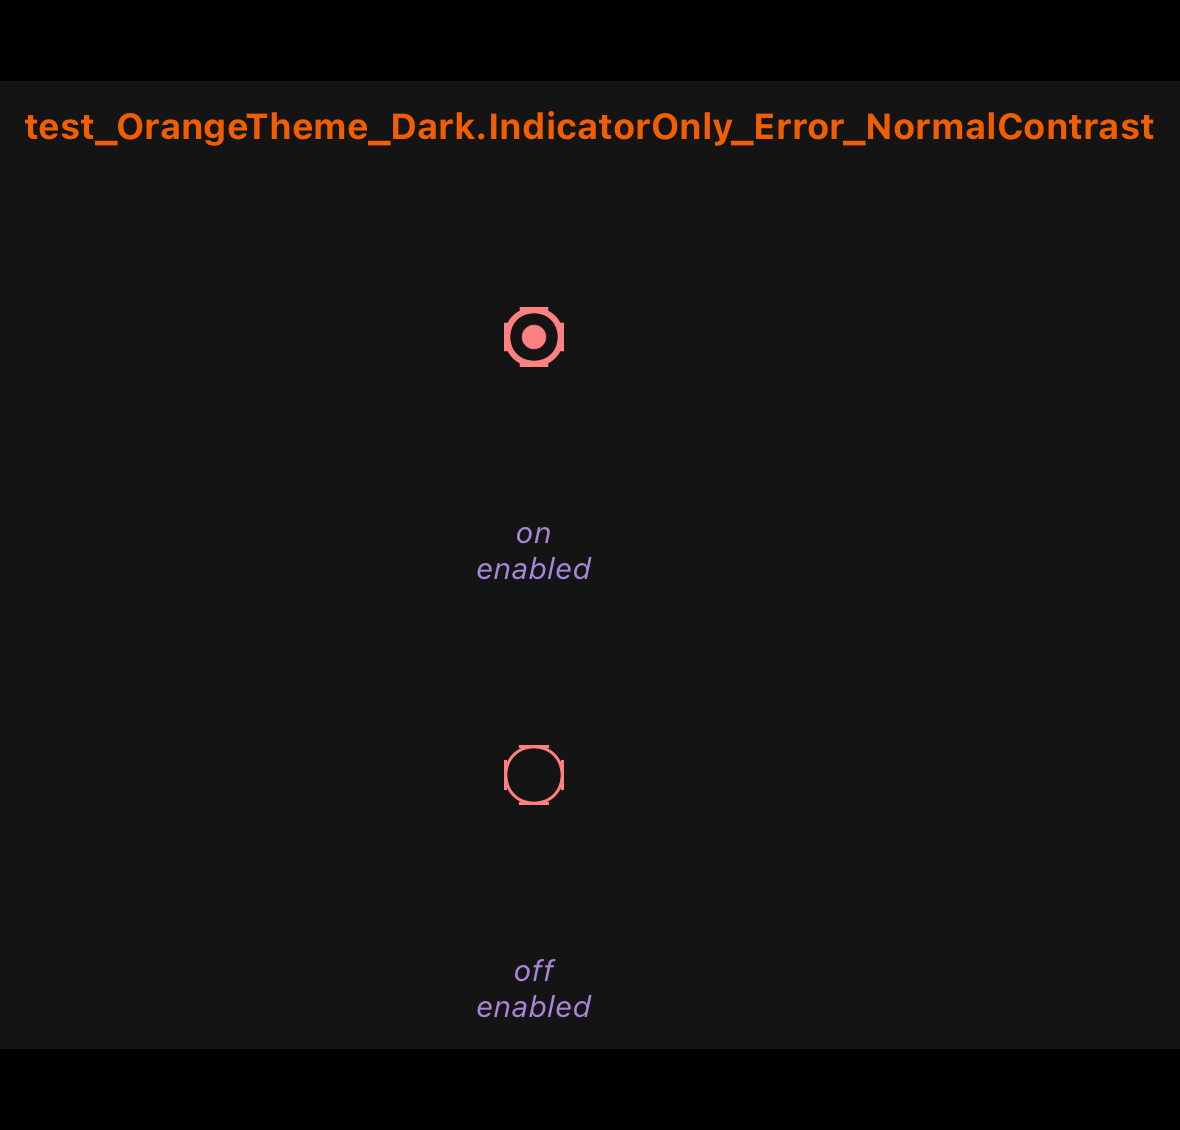 test_OrangeTheme_Dark.IndicatorOnly_Error_NormalContrast
on
enabled
off
enabled